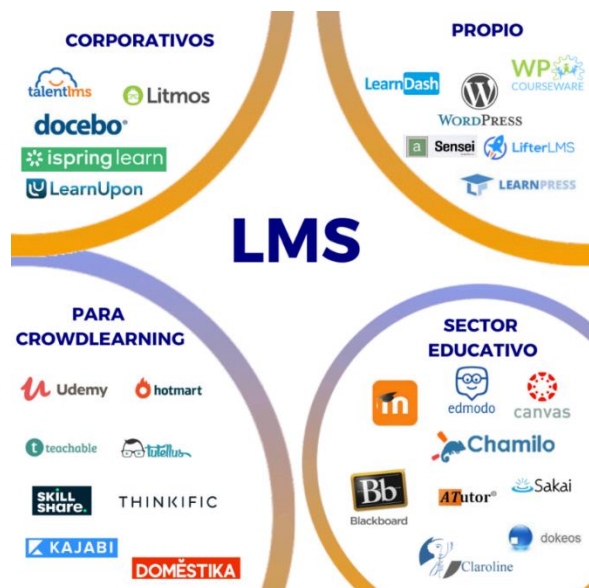 CORPORATIVOS
talentlms
Litmos
docebo®
ispring learn
LearnUpon
PROPIO
LearnDash
WP
COURSEWARE
WORDPRESS
a Sensei
LifterLMS
LEARNPRESS
LMS
PARA
CROWDLEARNING
Udemy
hotmart
teachable
tutellus
SKILL
SHARE.
THINKIFIC
KAJABI
DOMĚSTIKA
SECTOR
EDUCATIVO
m
edmodo
canvas
Chamilo
Bb
Blackboard
ATutor®
Sakai
dokeos
Claroline